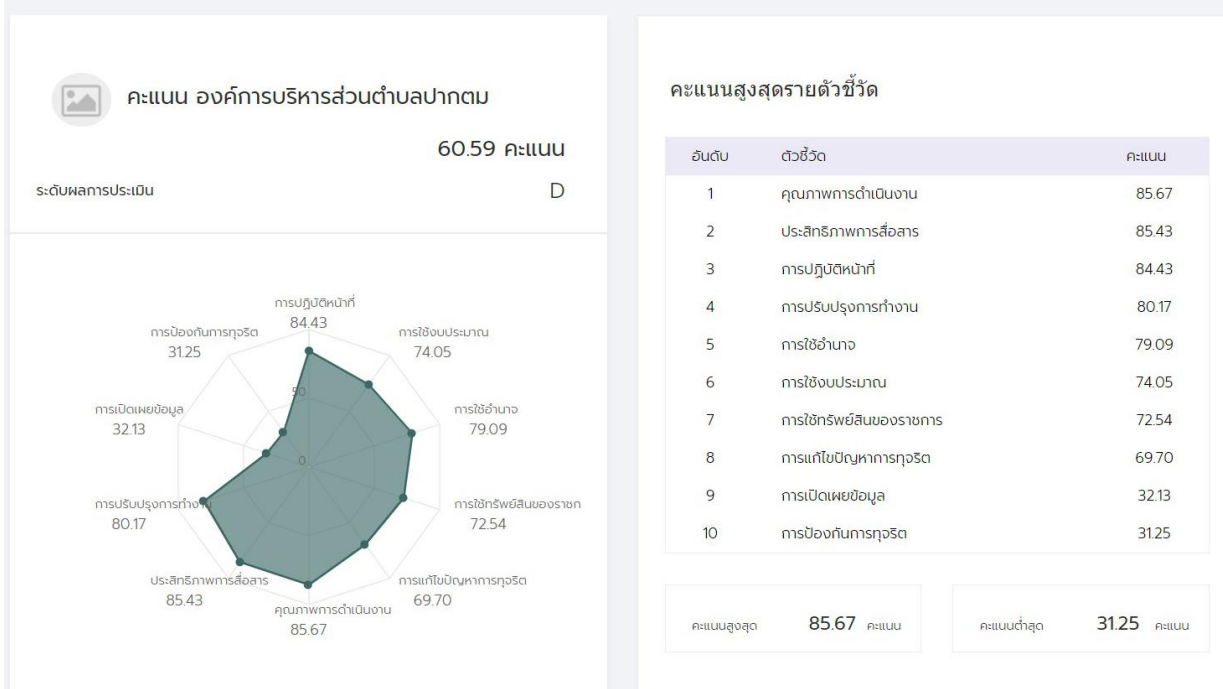 คะแนน องค์การบริหารส่วนตำบลปากตม
60.59 คะแนน
ระดับผลการประเมิน D
การปฏิบัติหน้าที่
84.43
การใช้งบประมาณ
74.05
การใช้อำนาจ
79.09
การใช้ทรัพย์สินของราชก
72.54
การแก้ไขปัญหาการทุจริต
69.70
คุณภาพการดำเนินงาน
85.67
ประสิทธิภาพการสื่อสาร
85.43
การปรับปรุงการทำงาน
80.17
การเปิดเผยข้อมูล
32.13
การป้องกันการทุจริต
31.25
50
0
คะแนนสูงสุดรายตัวชี้วัด
อันดับ ตัวชี้วัด คะแนน
1 คุณภาพการดำเนินงาน 85.67
2 ประสิทธิภาพการสื่อสาร 85.43
3 การปฏิบัติหน้าที่ 84.43
4 การปรับปรุงการทำงาน 80.17
5 การใช้อำนาจ 79.09
6 การใช้งบประมาณ 74.05
7 การใช้ทรัพย์สินของราชการ 72.54
8 การแก้ไขปัญหาการทุจริต 69.70
9 การเปิดเผยข้อมูล 32.13
10 การป้องกันการทุจริต 31.25
คะแนนสูงสุด 85.67 คะแนน
คะแนนต่ำสุด 31.25 คะแนน